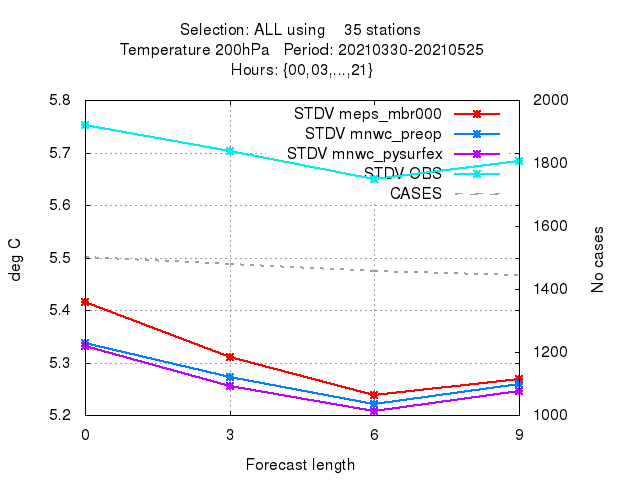 Selection: ALL using    35 stations
Temperature 200hPa   Period: 20210330-20210525
Hours: {00,03,...,21}
5.8
5.7
5.6
5.5
5.4
5.3
5.2
deg C
2000
1800
1600
1400
1200
1000
No cases
STDV meps_mbr000
STDV mnwc_preop
STDV mnwc_pysurfex
STDV OBS
CASES
0
3
6
9
Forecast length